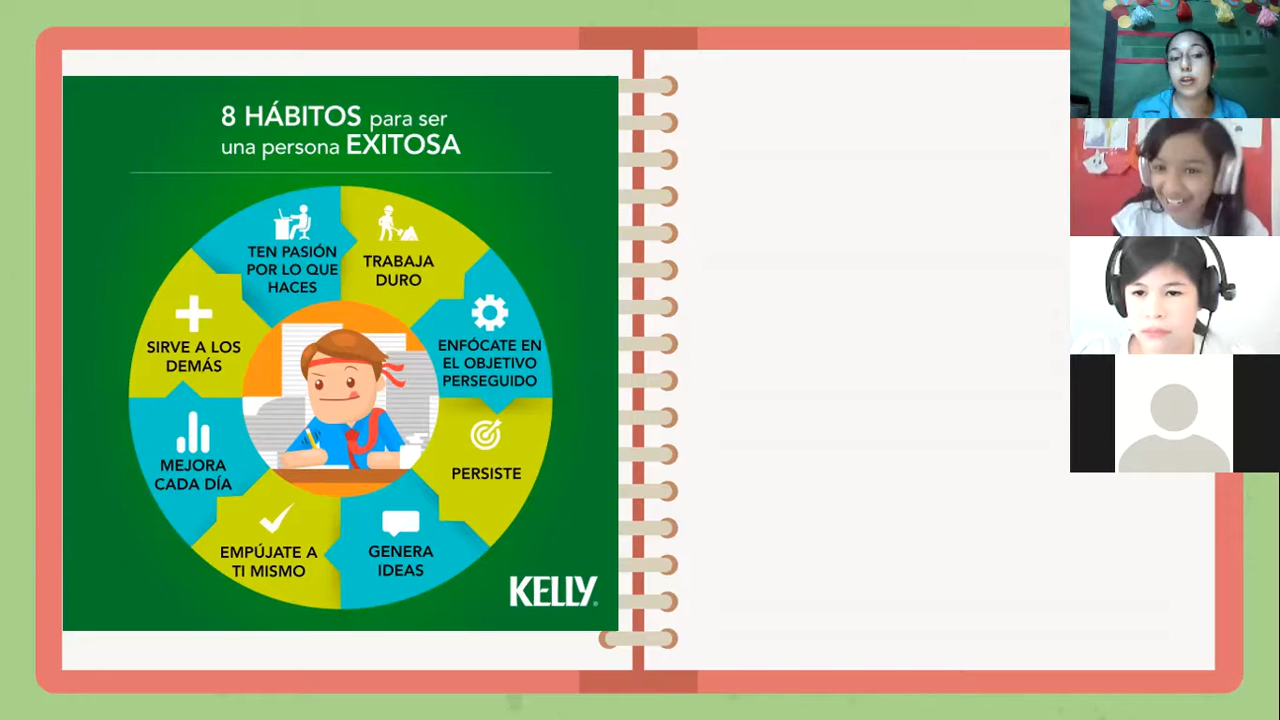 8 HÁBITOS para ser
una persona EXITOSA
TEN PASIÓN
POR LO QUE
HACES
TRABAJA
DURO
ENFÓCATE EN
EL OBJETIVO
PERSEGUIDO
PERSISTE
GENERA
IDEAS
EMPÚJATE A
TI MISMO
MEJORA
CADA DÍA
SIRVE A LOS
DEMÁS
KELLY®